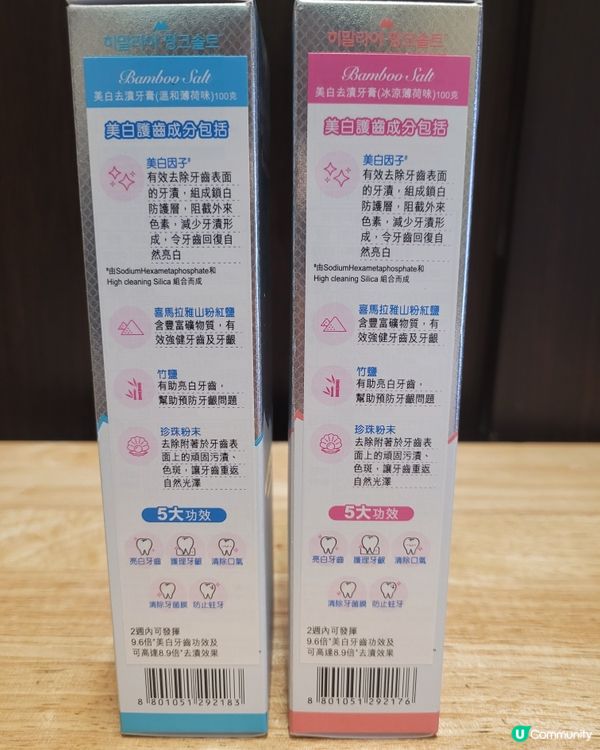 히말라야 핑크솔트
Bamboo Salt
美白去漬牙膏(溫和薄荷味)100克
美白護齒成分包括
美白因子#
有效去除牙齒表面
的牙漬，組成鎖白
防護層，阻截外來
色素，減少牙漬形
成，令牙齒回復自
然亮白
#由SodiumHexametaphosphate和
High cleaning Silica 組合而成
喜馬拉雅山粉紅鹽
含豐富礦物質，有
效強健牙齒及牙齦
竹鹽
有助亮白牙齒，
幫助預防牙齦問題
珍珠粉末
去除附著於牙齒表
面上的頑固污漬、
色斑，讓牙齒重返
自然光澤
5大功效
亮白牙齒 護理牙齦 清除口氣
清除牙菌膜 防止蛀牙
2週內可發揮
9.6倍*美白牙齒功效及
可高達8.9倍*去漬效果
8 801051 292183
히말라야 핑크솔트
Bamboo Salt
美白去漬牙膏(冰涼薄荷味)100克
美白護齒成分包括
美白因子#
有效去除牙齒表面
的牙漬，組成鎖白
防護層，阻截外來
色素，減少牙漬形
成，令牙齒回復自
然亮白
#由SodiumHexametaphosphate和
High cleaning Silica 組合而成
喜馬拉雅山粉紅鹽
含豐富礦物質，有
效強健牙齒及牙齦
竹鹽
有助亮白牙齒，
幫助預防牙齦問題
珍珠粉末
去除附著於牙齒表
面上的頑固污漬、
色斑，讓牙齒重返
自然光澤
5大功效
亮白牙齒 護理牙齦 清除口氣
清除牙菌膜 防止蛀牙
2週內可發揮
9.6倍*美白牙齒功效及
可高達8.9倍*去漬效果
8 801051 292176
U Community